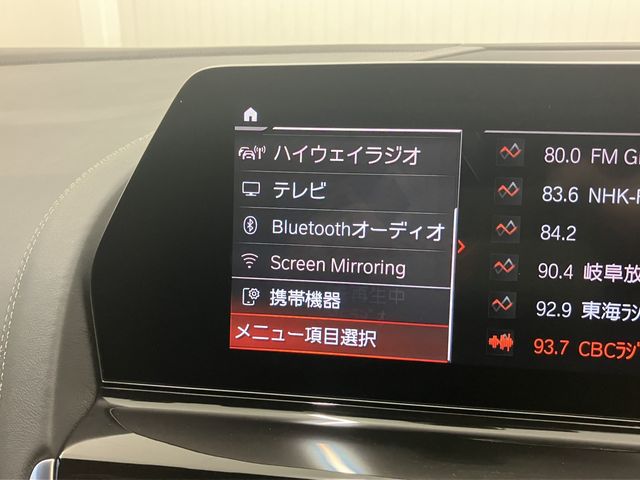 ハイウェイラジオ
テレビ
Bluetoothオーディオ
Screen Mirroring
携帯機器
メニュー項目選択
80.0 FM G
83.6 NHK-
84.2
90.4 岐阜放
92.9 東海ラジ
93.7 CBCラジ